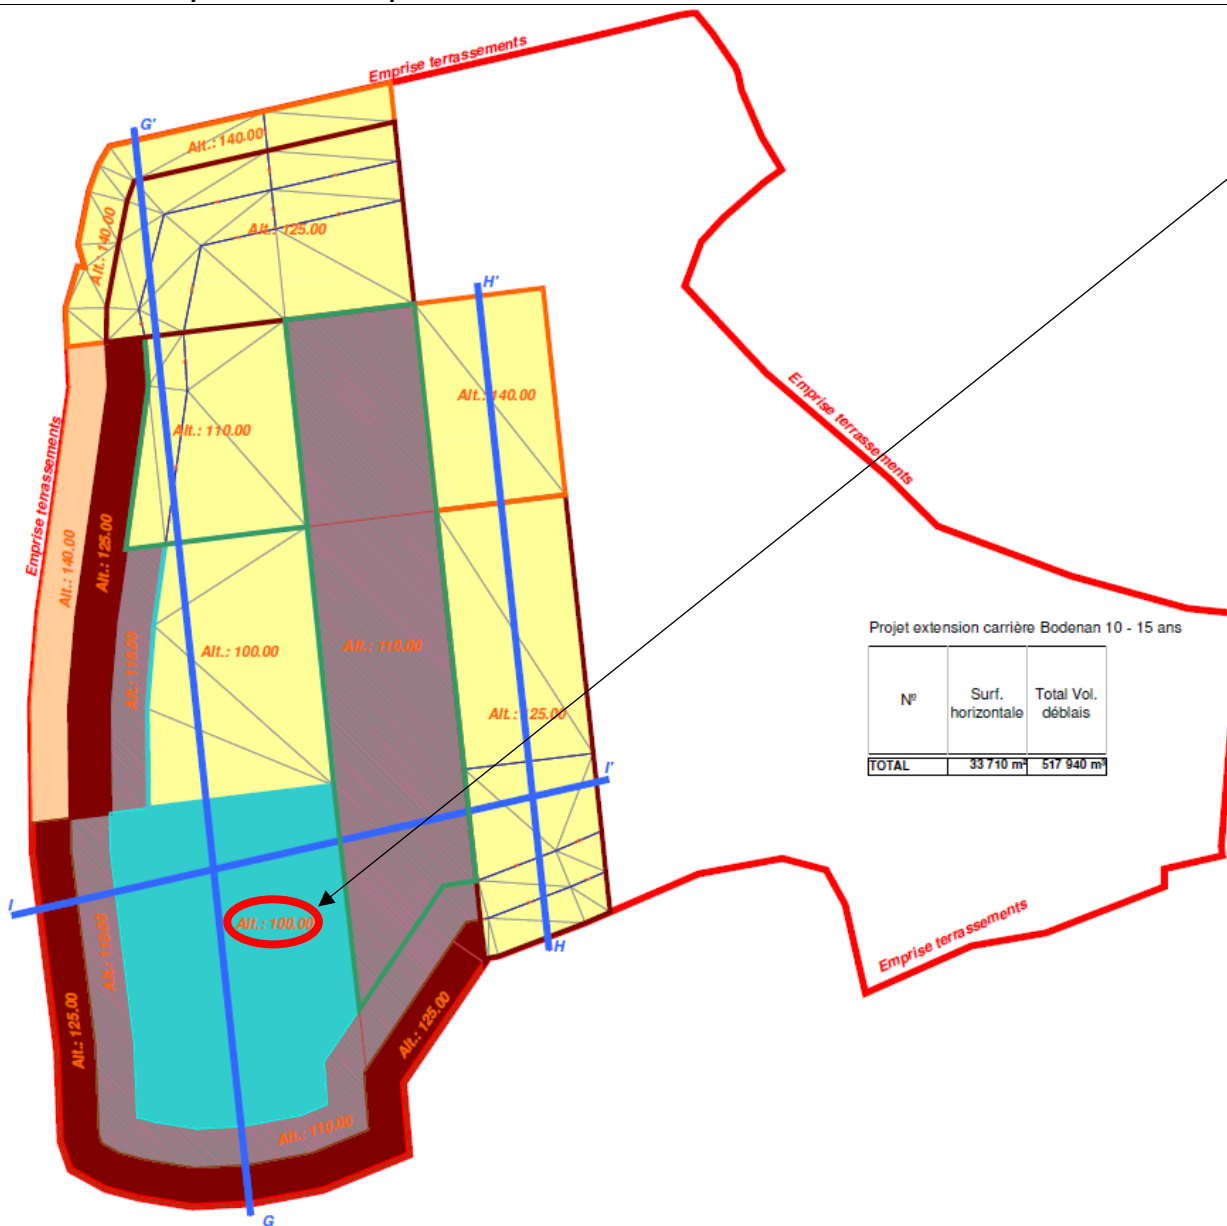 Emprise terrassements
G'
Alt.: 140.00
Alt.: 140.00
Alt.: 125.00
H'
Alt.: 140.00
Alt.: 110.00
Emprise terrassements
Emprise terrassements
Alt.: 140.00
Alt.: 125.00
Alt.: 110.00
Alt.: 100.00
Alt.: 110.00
Alt.: 125.00
Projet extension carrière Bodenan 10 - 15 ans
Nº
Surf. horizontale
Total Vol. déblais
TOTAL 33 710 m² 517 940 m³
I'
I
Alt.: 100.00
Alt.: 110.00
Alt.: 125.00
H
Emprise terrassements
Alt.: 125.00
Alt.: 110.00
G